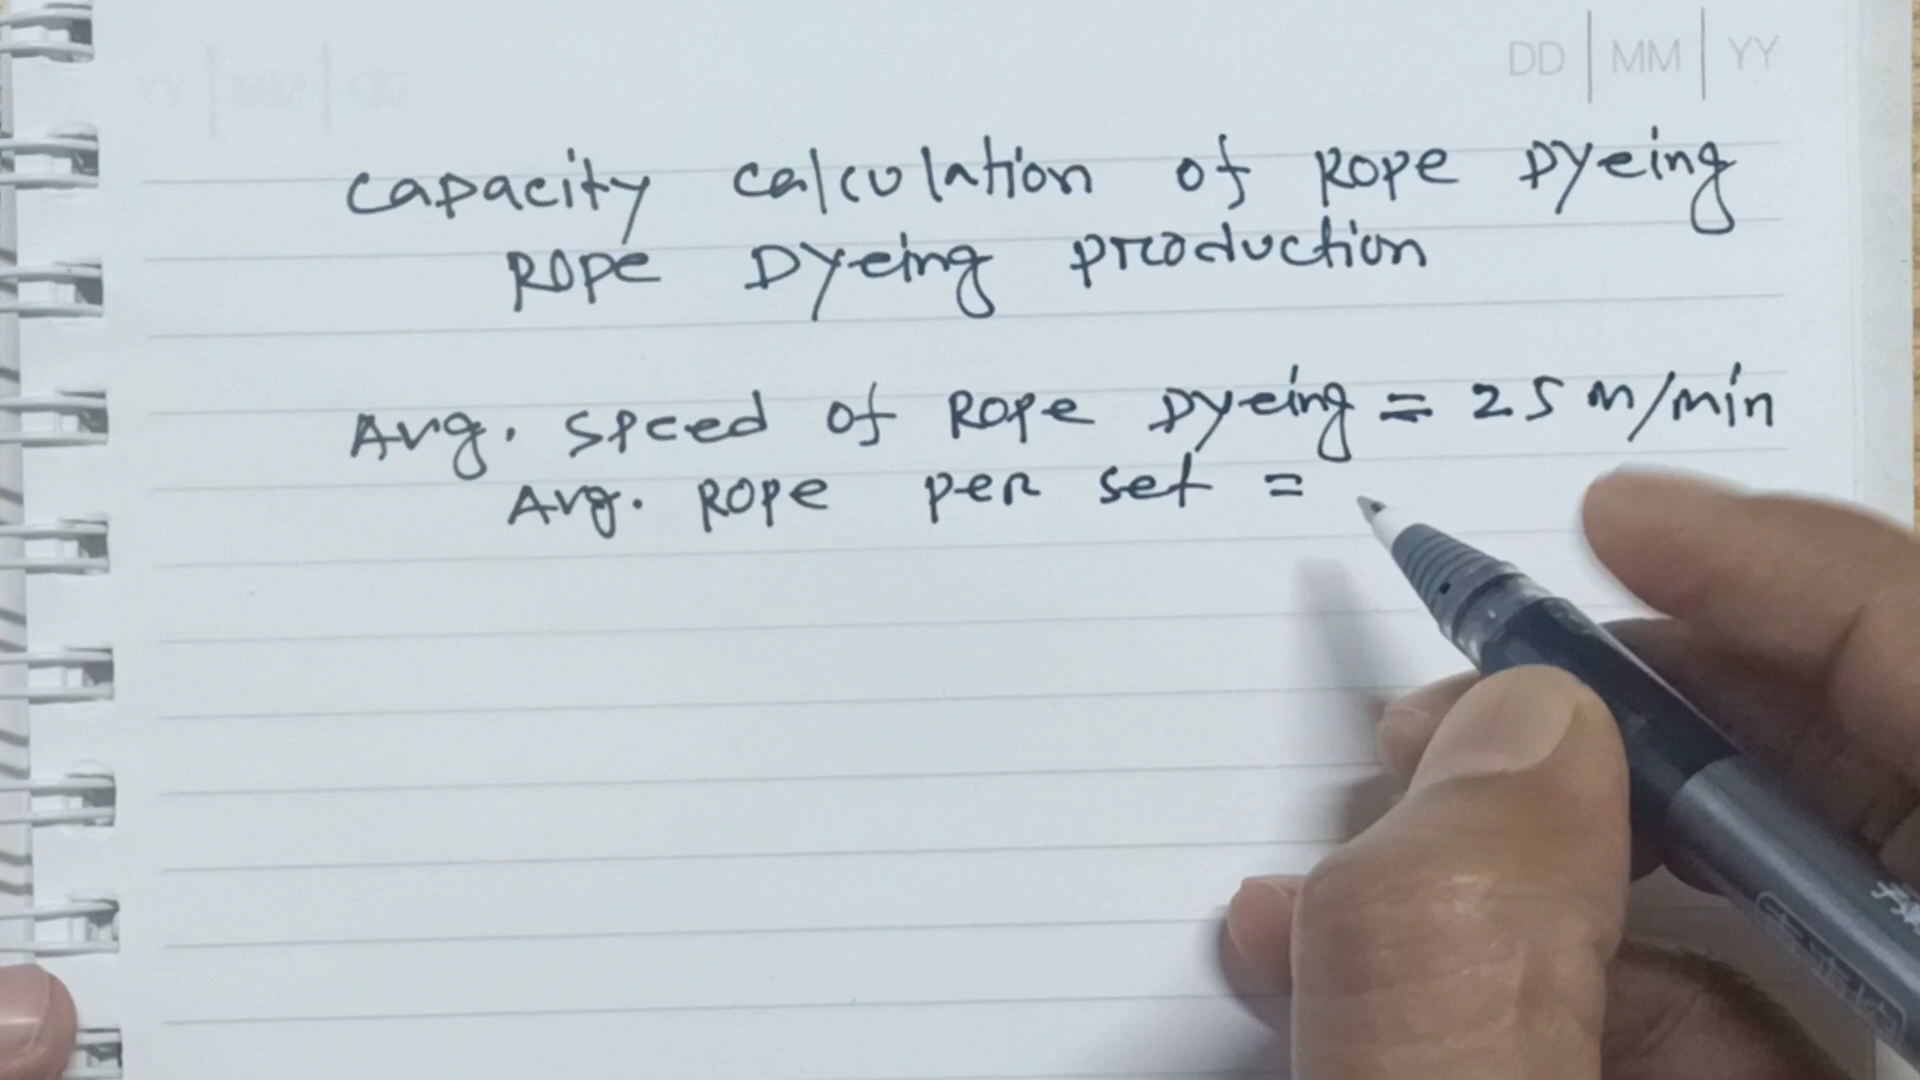 DD MM YY
Capacity calculation of Rope Dyeing
Rope Dyeing production
Avg. speed of Rope Dyeing = 25 m/min
Avg. Rope per set =